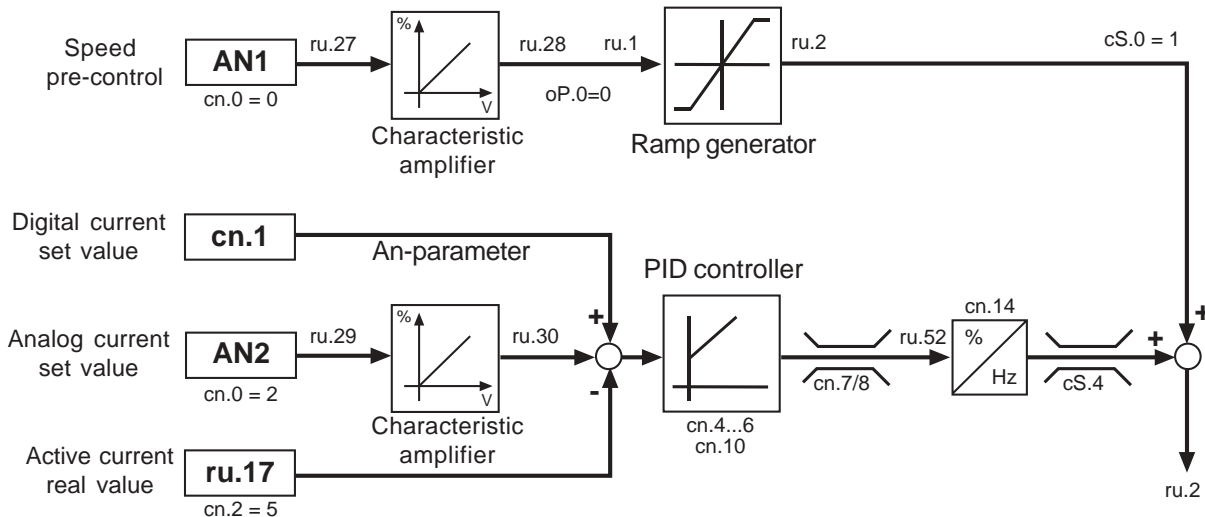 Speed
pre-control
AN1
cn.0 = 0
ru.27
%
V
Characteristic
amplifier
ru.28
ru.1
oP.0=0
Ramp generator
ru.2
cS.0 = 1
Digital current
set value
cn.1
An-parameter
+
Analog current
set value
AN2
cn.0 = 2
ru.29
%
V
Characteristic
amplifier
ru.30
-
PID controller
cn.4...6
cn.10
cn.7/8
ru.52
cn.14
%
Hz
cS.4
+
+
ru.2
Active current
real value
ru.17
cn.2 = 5